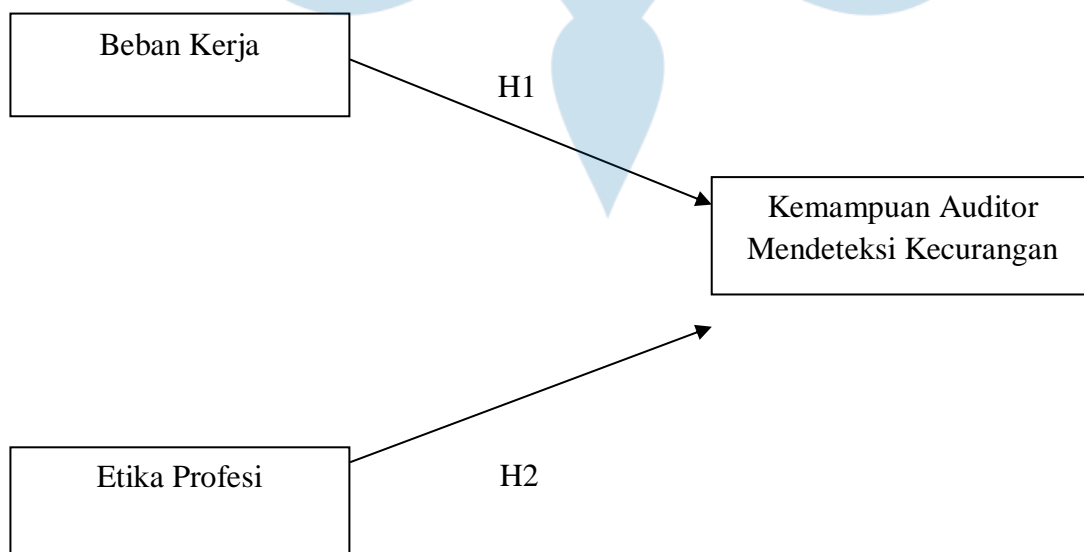 Beban Kerja
H1
Kemampuan Auditor
Mendeteksi Kecurangan
Etika Profesi
H2